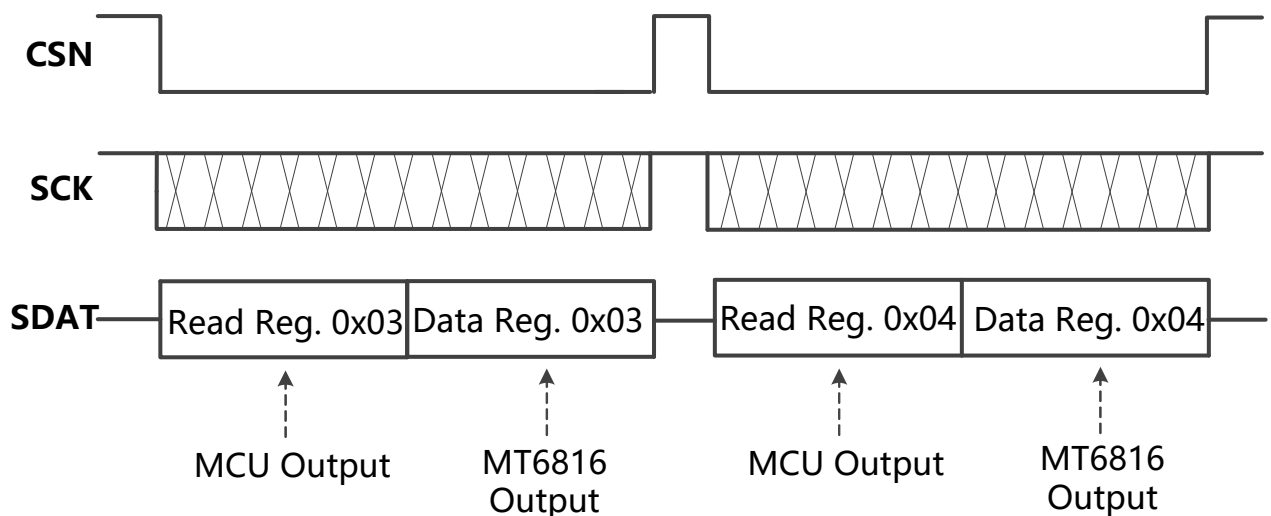 CSN
SCK
SDAT
Read Reg. 0x03
Data Reg. 0x03
Read Reg. 0x04
Data Reg. 0x04
MCU Output
MT6816
Output
MCU Output
MT6816
Output